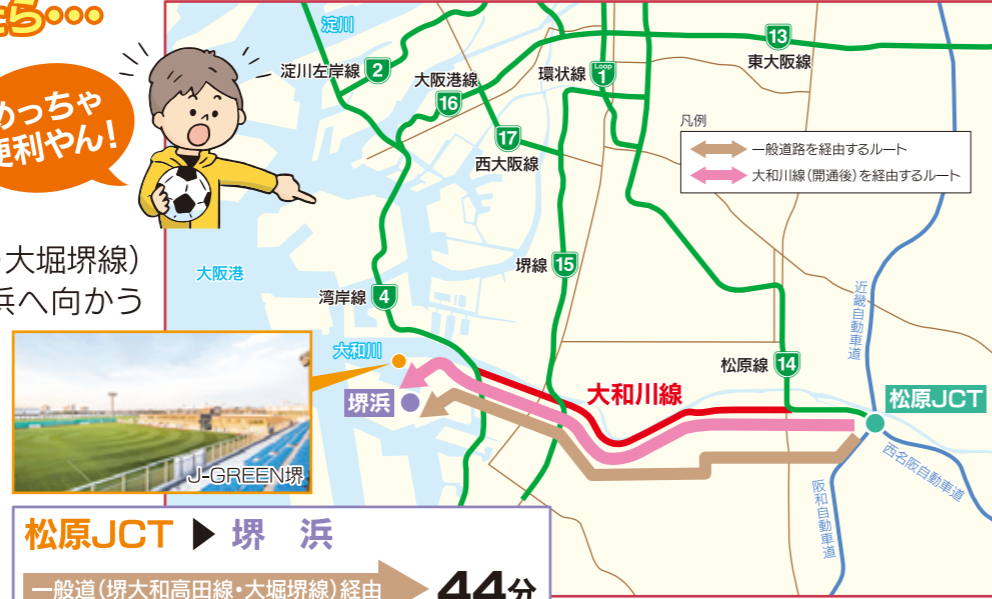 ら…
めっちゃ
便利やん!
大堀堺線)
浜へ向かう
淀川
淀川左岸線 2
大阪港線
16
環状線
Loop
1
13
東大阪線
17
西大阪線
凡例
一般道路を経由するルート
大和川線(開通後)を経由するルート
大阪港
堺線 15
湾岸線 4
近畿自動車道
大和川
松原線 14
大和川線
松原JCT
堺浜
西名阪自動車道
阪和自動車道
J-GREEN堺
松原JCT ▶ 堺 浜
一般道(堺大和高田線・大堀堺線)経由 44分